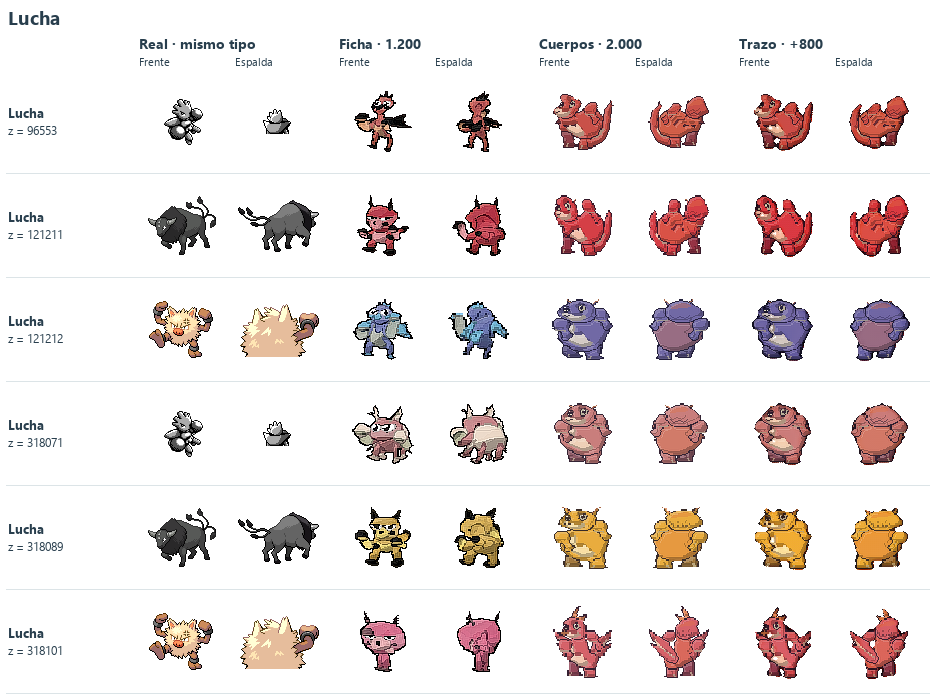 Lucha
Real · mismo tipo Ficha · 1.200 Cuerpos · 2.000 Trazo · +800
Frente Espalda Frente Espalda Frente Espalda Frente Espalda
Lucha
z = 96553
Lucha
z = 121211
Lucha
z = 121212
Lucha
z = 318071
Lucha
z = 318089
Lucha
z = 318101